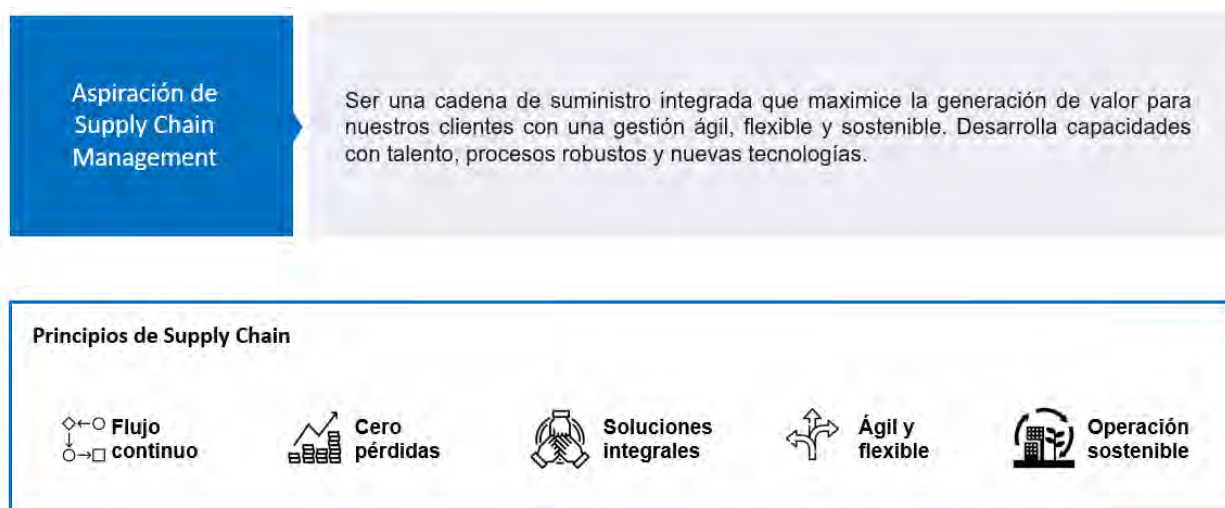 Aspiración de
Supply Chain
Management
Ser una cadena de suministro integrada que maximice la generación de valor para
nuestros clientes con una gestión ágil, flexible y sostenible. Desarrolla capacidades
con talento, procesos robustos y nuevas tecnologías.
Principios de Supply Chain
Flujo
continuo
Cero
pérdidas
Soluciones
integrales
Ágil y
flexible
Operación
sostenible